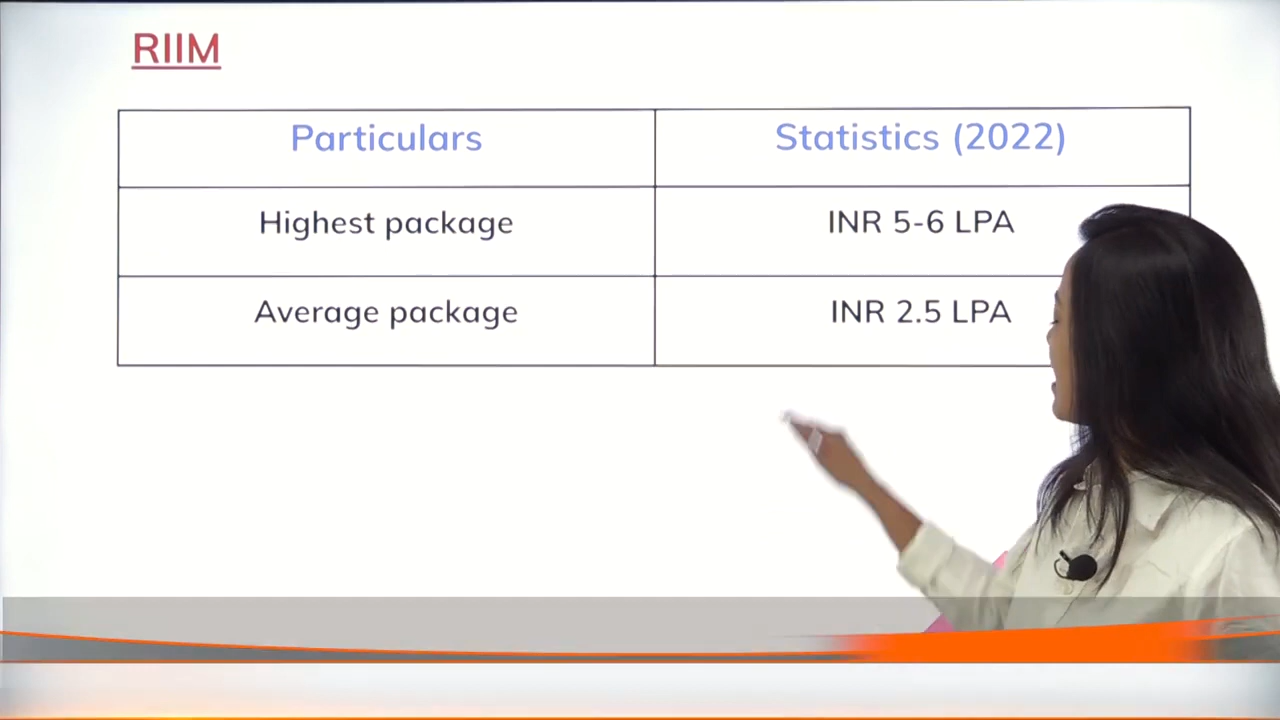 RIIM
Particulars
Statistics (2022)
Highest package
INR 5-6 LPA
Average package
INR 2.5 LPA